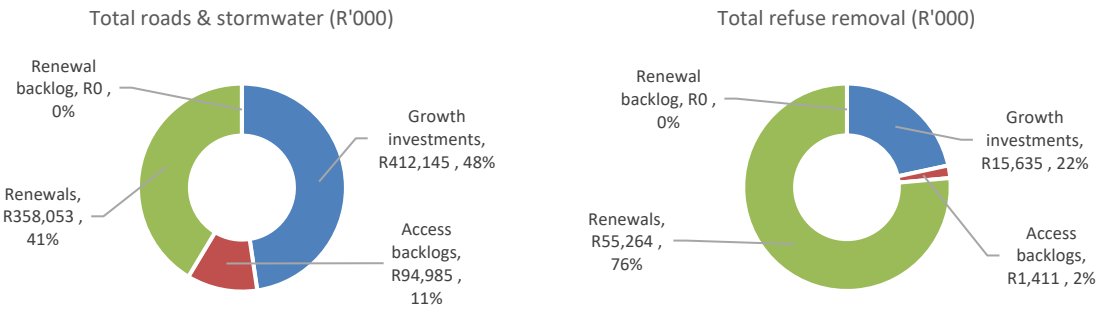 Total roads & stormwater (R'000)
Renewal
backlog, R0 ,
0%
Growth
investments,
R412,145 , 48%
Renewals,
R358,053 ,
41%
Access
backlogs,
R94,985 ,
11%
Total refuse removal (R'000)
Renewal
backlog, R0 ,
0%
Growth
investments,
R15,635 , 22%
Renewals,
R55,264 ,
76%
Access
backlogs,
R1,411 , 2%